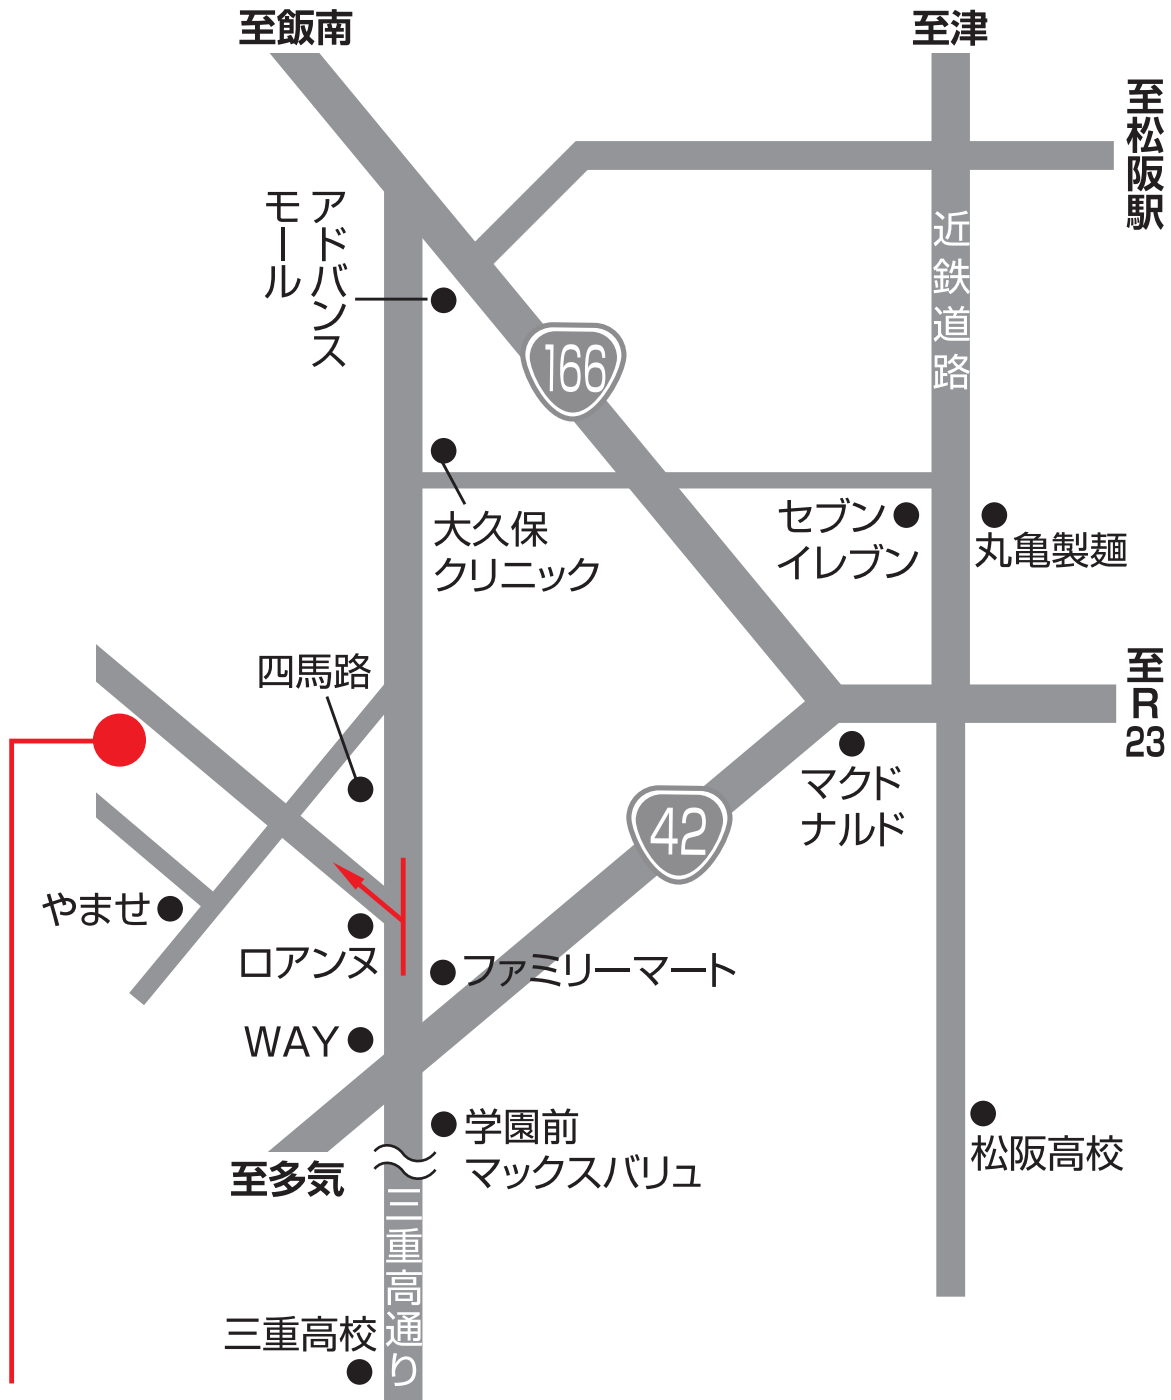 至飯南
至津
至松阪駅
アドバンス
モール
近鉄道路
166
大久保
クリニック
セブン
イレブン
丸亀製麺
四馬路
至R23
マクド
ナルド
42
やませ
ロアンヌ
ファミリーマート
WAY
学園前
マックスバリュ
松阪高校
至多気
三重高通り
三重高校